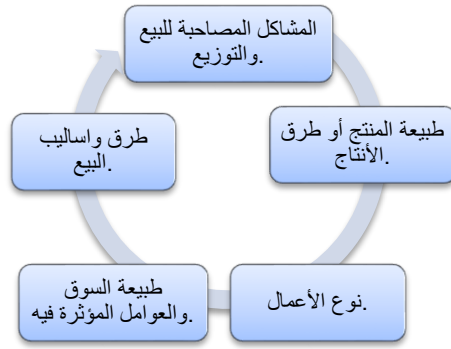 المشاكل المصاحبة للبيع
والتوزيع.
طبيعة المنتج أو طرق
الأنتاج.
نوع الأعمال.
طبيعة السوق
والعوامل المؤثرة فيه.
طرق واساليب
البيع.